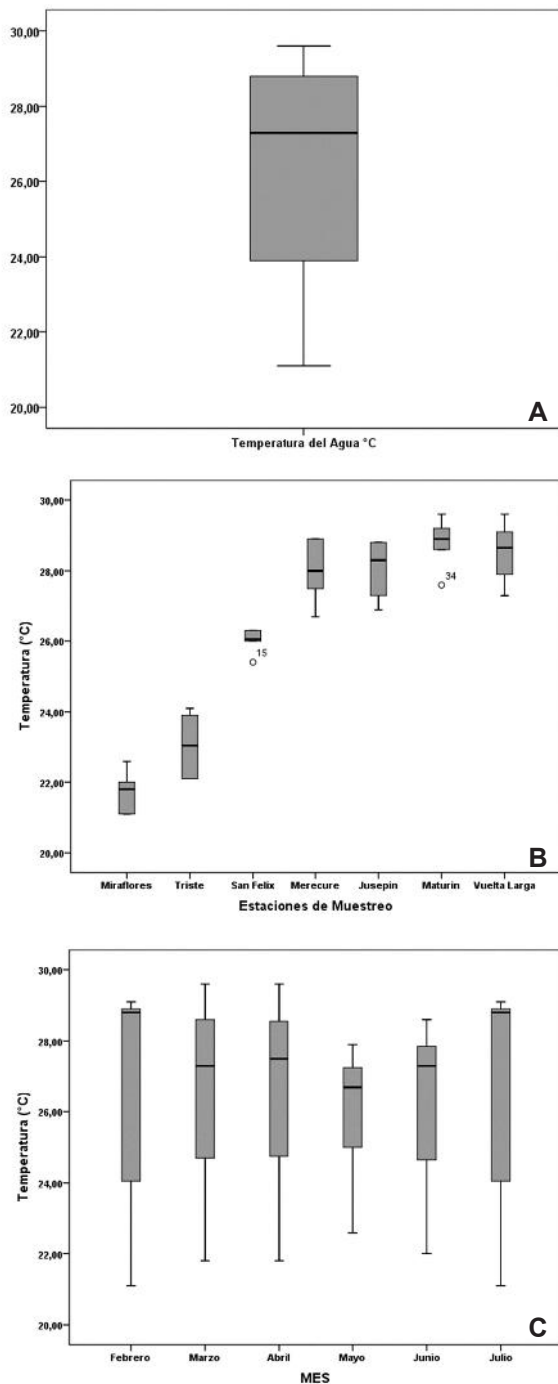 30,00
28,00
26,00
24,00
22,00
20,00
A
Temperatura del Agua °C
Temperatura (°C)
30,00
28,00
26,00
24,00
22,00
20,00
15
34
B
Miraflores Triste San Felix Merecure Jusepin Maturin Vuelta Larga
Estaciones de Muestreo
Temperatura (°C)
30,00
28,00
26,00
24,00
22,00
20,00
C
Febrero Marzo Abril Mayo Junio Julio
MES